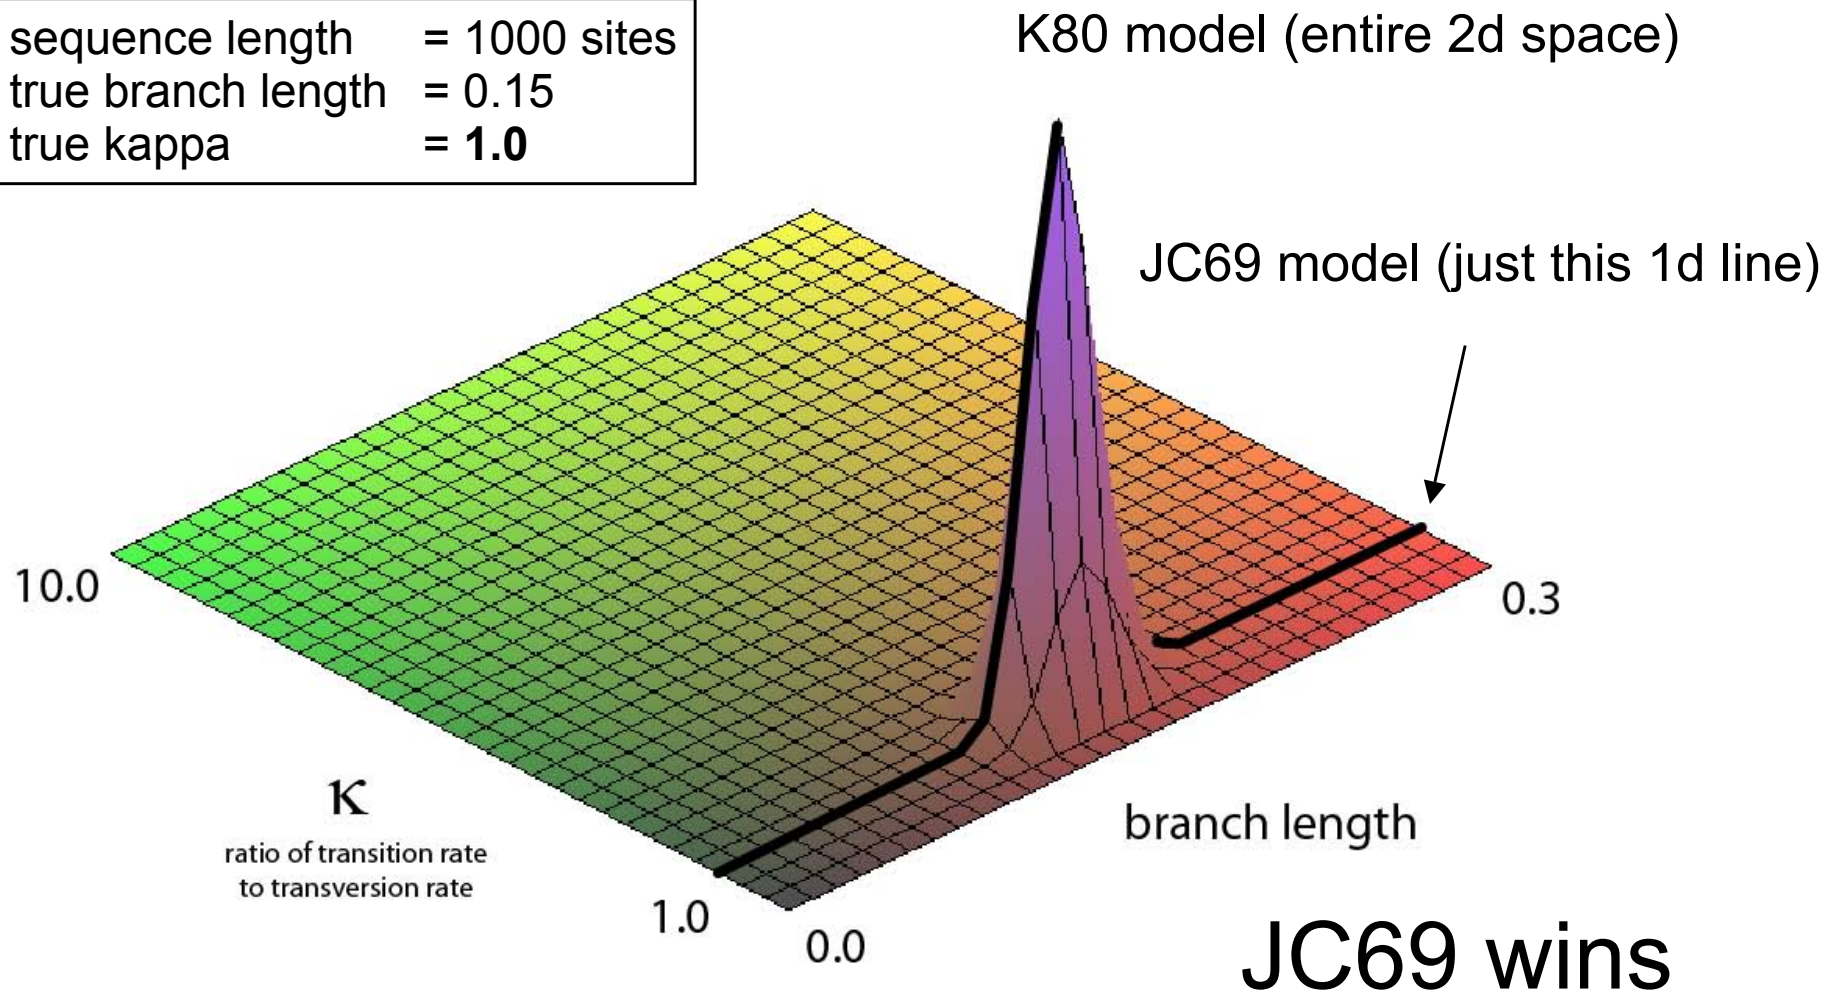 sequence length = 1000 sites
true branch length = 0.15
true kappa = 1.0
K80 model (entire 2d space)
JC69 model (just this 1d line)
10.0
0.3
κ
ratio of transition rate
to transversion rate
branch length
1.0
0.0
JC69 wins